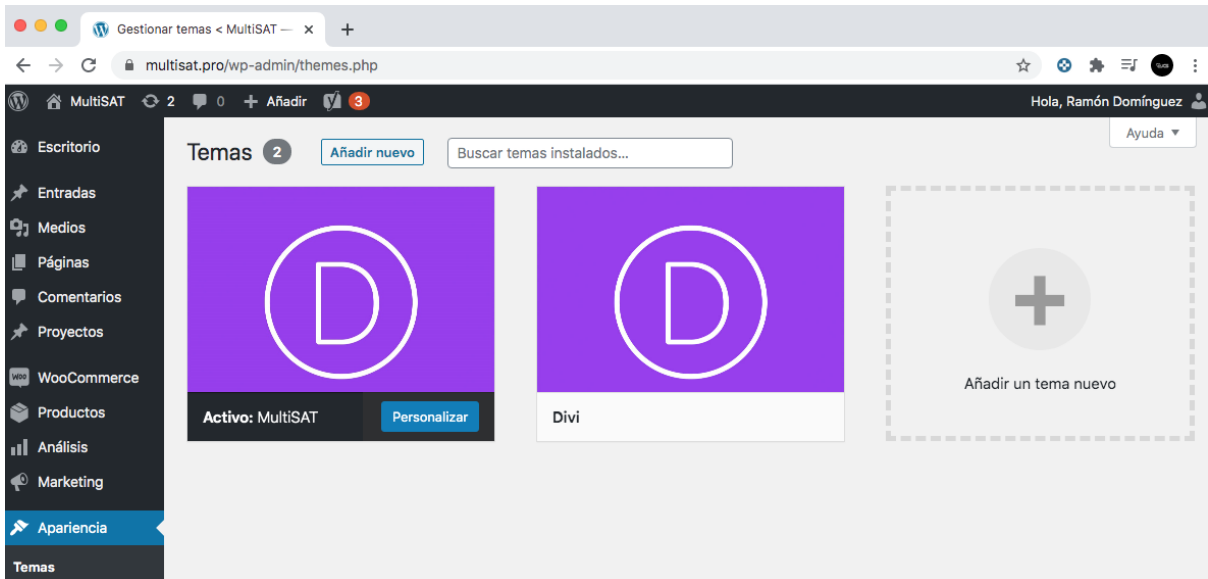 Gestionar temas < MultiSAT —
multisat.pro/wp-admin/themes.php
MultiSAT 2 0 Añadir 3 Hola, Ramón Domínguez
Ayuda
Escritorio
Entradas
Medios
Páginas
Comentarios
Proyectos
WooCommerce
Productos
Análisis
Marketing
Apariencia
Temas
Temas 2 Añadir nuevo Buscar temas instalados...
D
Activo: MultiSAT Personalizar
D
Divi
Añadir un tema nuevo